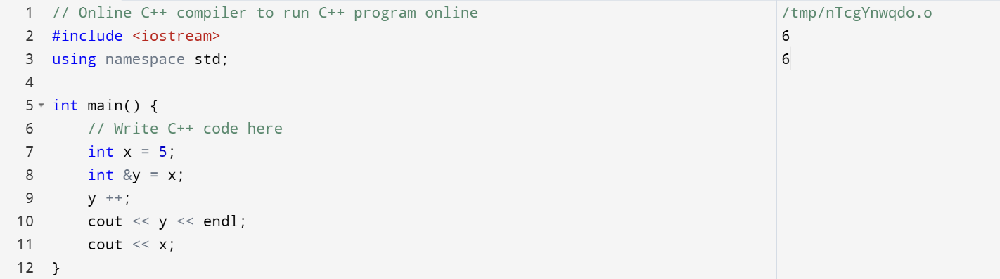 1 // Online C++ compiler to run C++ program online
2 #include <iostream>
3 using namespace std;
4
5 int main() {
6     // Write C++ code here
7     int x = 5;
8     int &y = x;
9     y ++;
10     cout << y << endl;
11     cout << x;
12 }
/tmp/nTcgYnwqdo.o
6
6